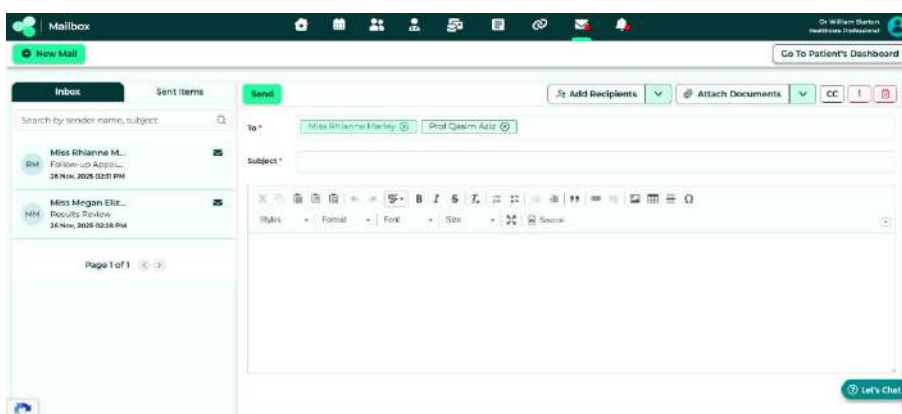 Mailbox
Dr William Burton
Healthcare Professional
New Mail
Go To Patient's Dashboard
Inbox
Sent Items
Send
Add Recipients
Attach Documents
CC
!
Search by sender name, subject
To *
Miss Rhianne Marley
Prof Qasim Aziz
RM
Miss Rhianne M...
Follow-up Appoi...
26 Nov, 2025 02:31 PM
Subject *
MM
Miss Megan Eliz...
Results Review
26 Nov, 2025 02:28 PM
B I S
Styles
Format
Font
Size
Source
Page 1 of 1
Let's Chat